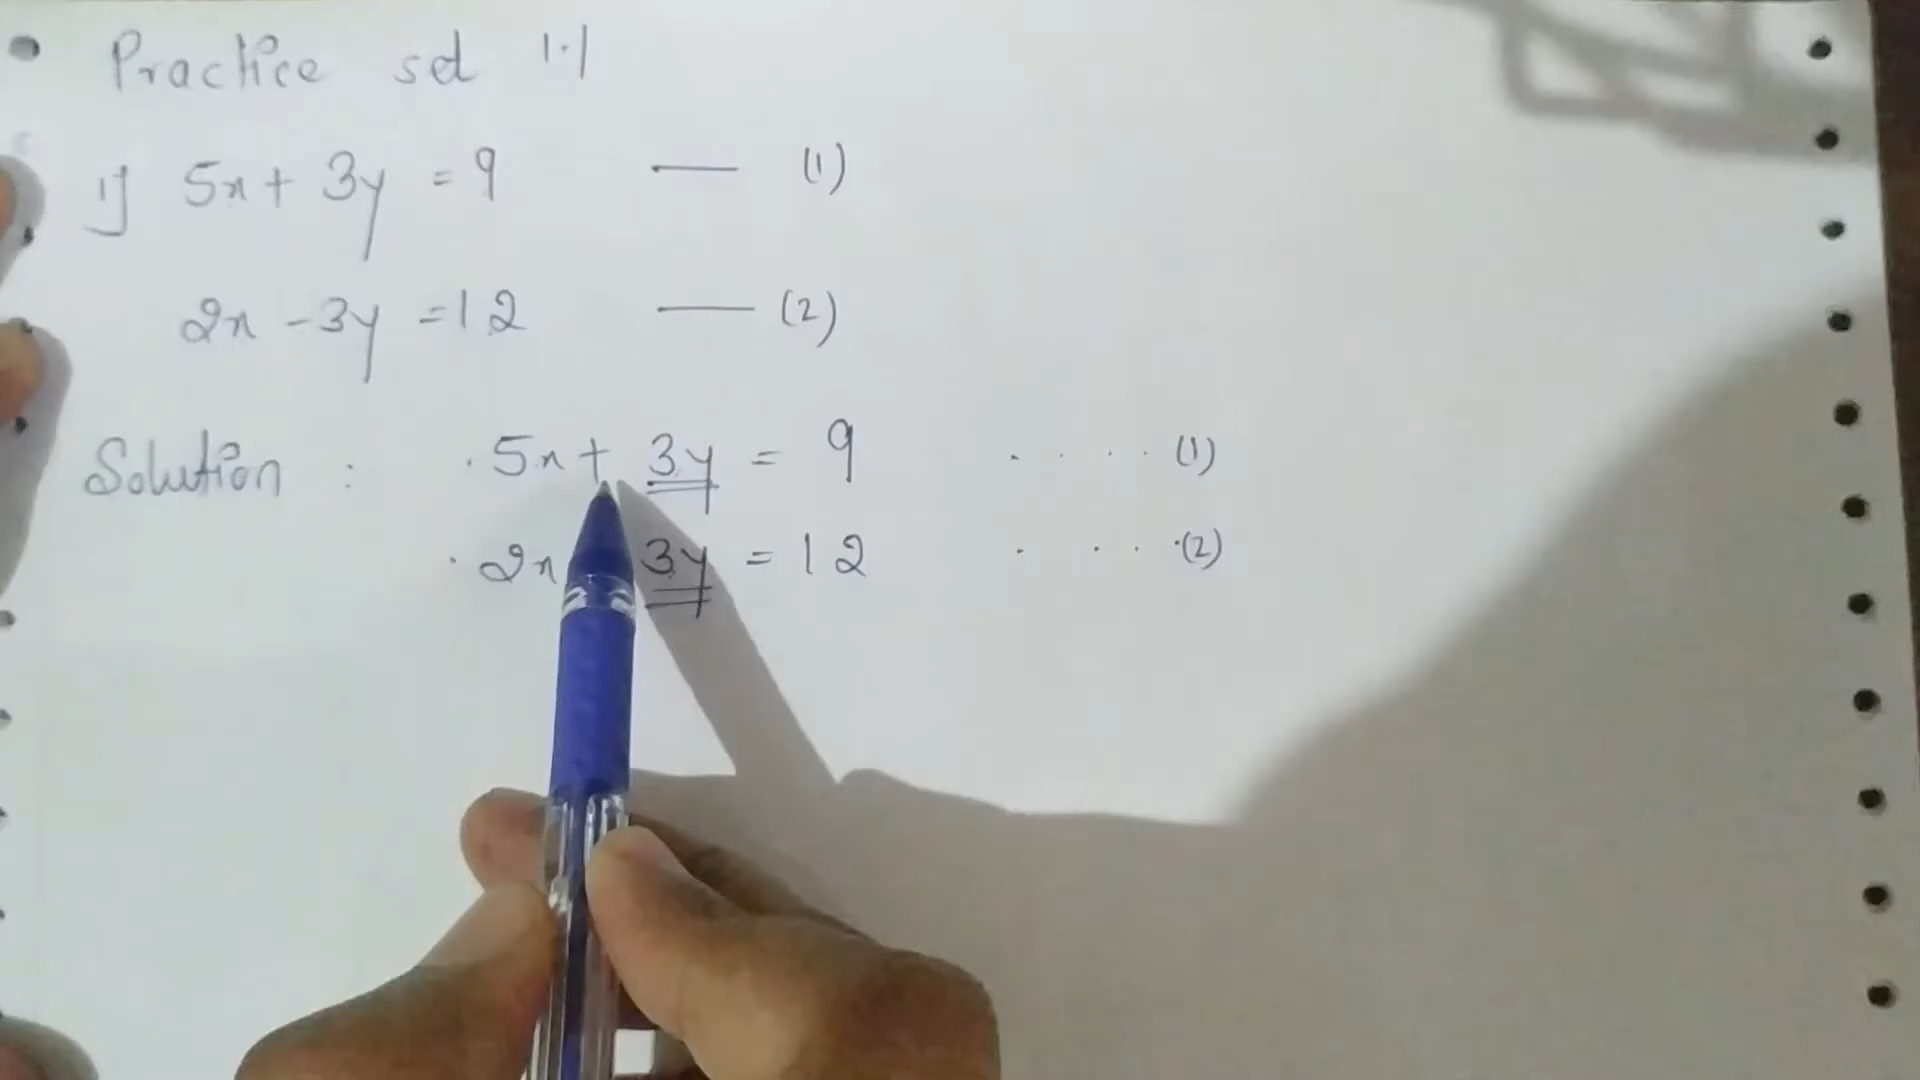 Practice set 1.1
1] 5x + 3y = 9 — (1)
2x - 3y = 12 — (2)
Solution : 5x + 3y = 9 .... (1)
2x 3y = 12 .... (2)